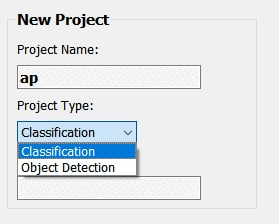 New Project
Project Name:
ap
Project Type:
Classification
Classification
Object Detection